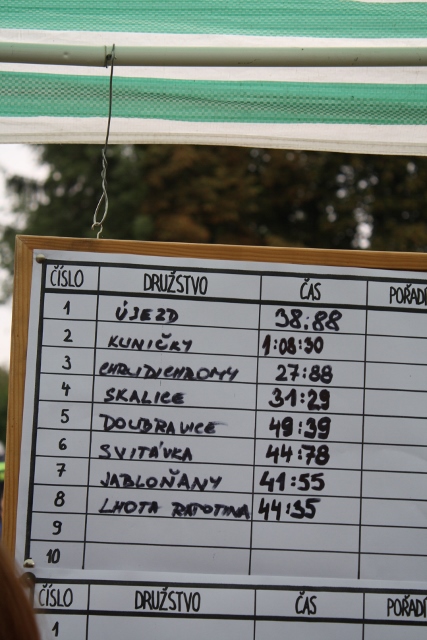 ČÍSLO DRUŽSTVO ČAS POŘADÍ
1 ÚJEZD 38:88
2 KUNIČKY 1:08:30
3 27:88
4 SKALICE 31:29
5 DOUBRAVICE 49:39
6 SVITÁVKA 44:78
7 JABLOŇANY 41:55
8 LHOTA RAPOTINA 44:35
9
10
ČÍSLO DRUŽSTVO ČAS POŘADÍ
1